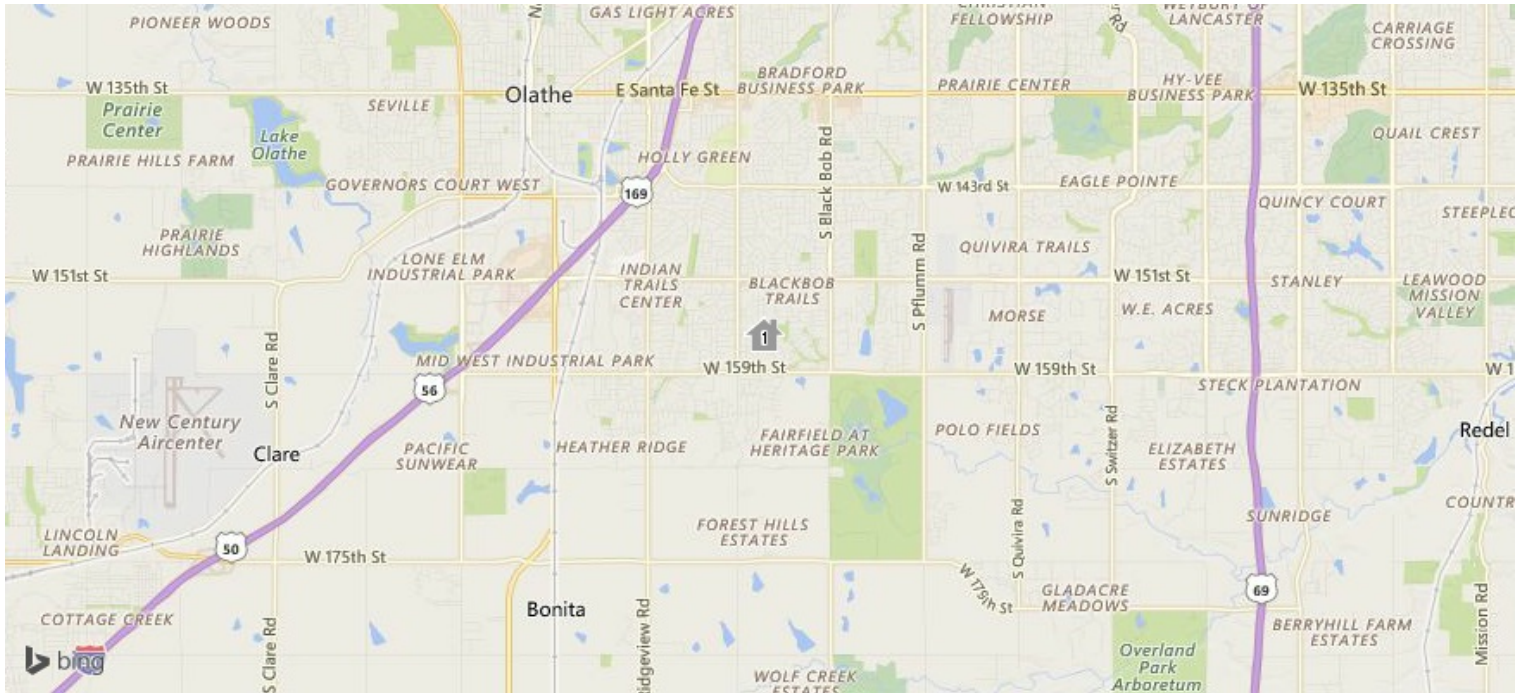 GAS LIGHT ACRES
PIONEER WOODS
FELLOWSHIP
LANCASTER
CARRIAGE
CROSSING
W 135th St
Olathe
E Santa Fe St
BRADFORD
BUSINESS PARK
PRAIRIE CENTER
HY-VEE
BUSINESS PARK
W 135th St
Prairie
Center
SEVILLE
Lake
Olathe
QUAIL CREST
PRAIRIE HILLS FARM
HOLLY GREEN
S Black Bob Rd
GOVERNORS COURT WEST
169
W 143rd St
EAGLE POINTE
QUINCY COURT
PRAIRIE
HIGHLANDS
QUIVIRA TRAILS
S Pflumm Rd
W 151st St
LONE ELM
INDUSTRIAL PARK
INDIAN
TRAILS
CENTER
BLACKBOB
TRAILS
W 151st St
STANLEY
LEAWOOD
MISSION
VALLEY
MORSE
W.E. ACRES
1
S Clare Rd
MID WEST INDUSTRIAL PARK
W 159th St
W 159th St
56
STECK PLANTATION
New Century
Aircenter
Clare
PACIFIC
SUNWEAR
HEATHER RIDGE
FAIRFIELD AT
HERITAGE PARK
POLO FIELDS
S Switzer Rd
ELIZABETH
ESTATES
Redel
LINCOLN
LANDING
50
W 175th St
FOREST HILLS
ESTATES
S Quivira Rd
SUNRIDGE
W 179th St
GLADACRE
MEADOWS
69
COTTAGE CREEK
Bonita
BERRYHILL FARM
ESTATES
Mission Rd
S Clare Rd
bing
WOLF CREEK
ESTATES
Overland
Park
Arboretum